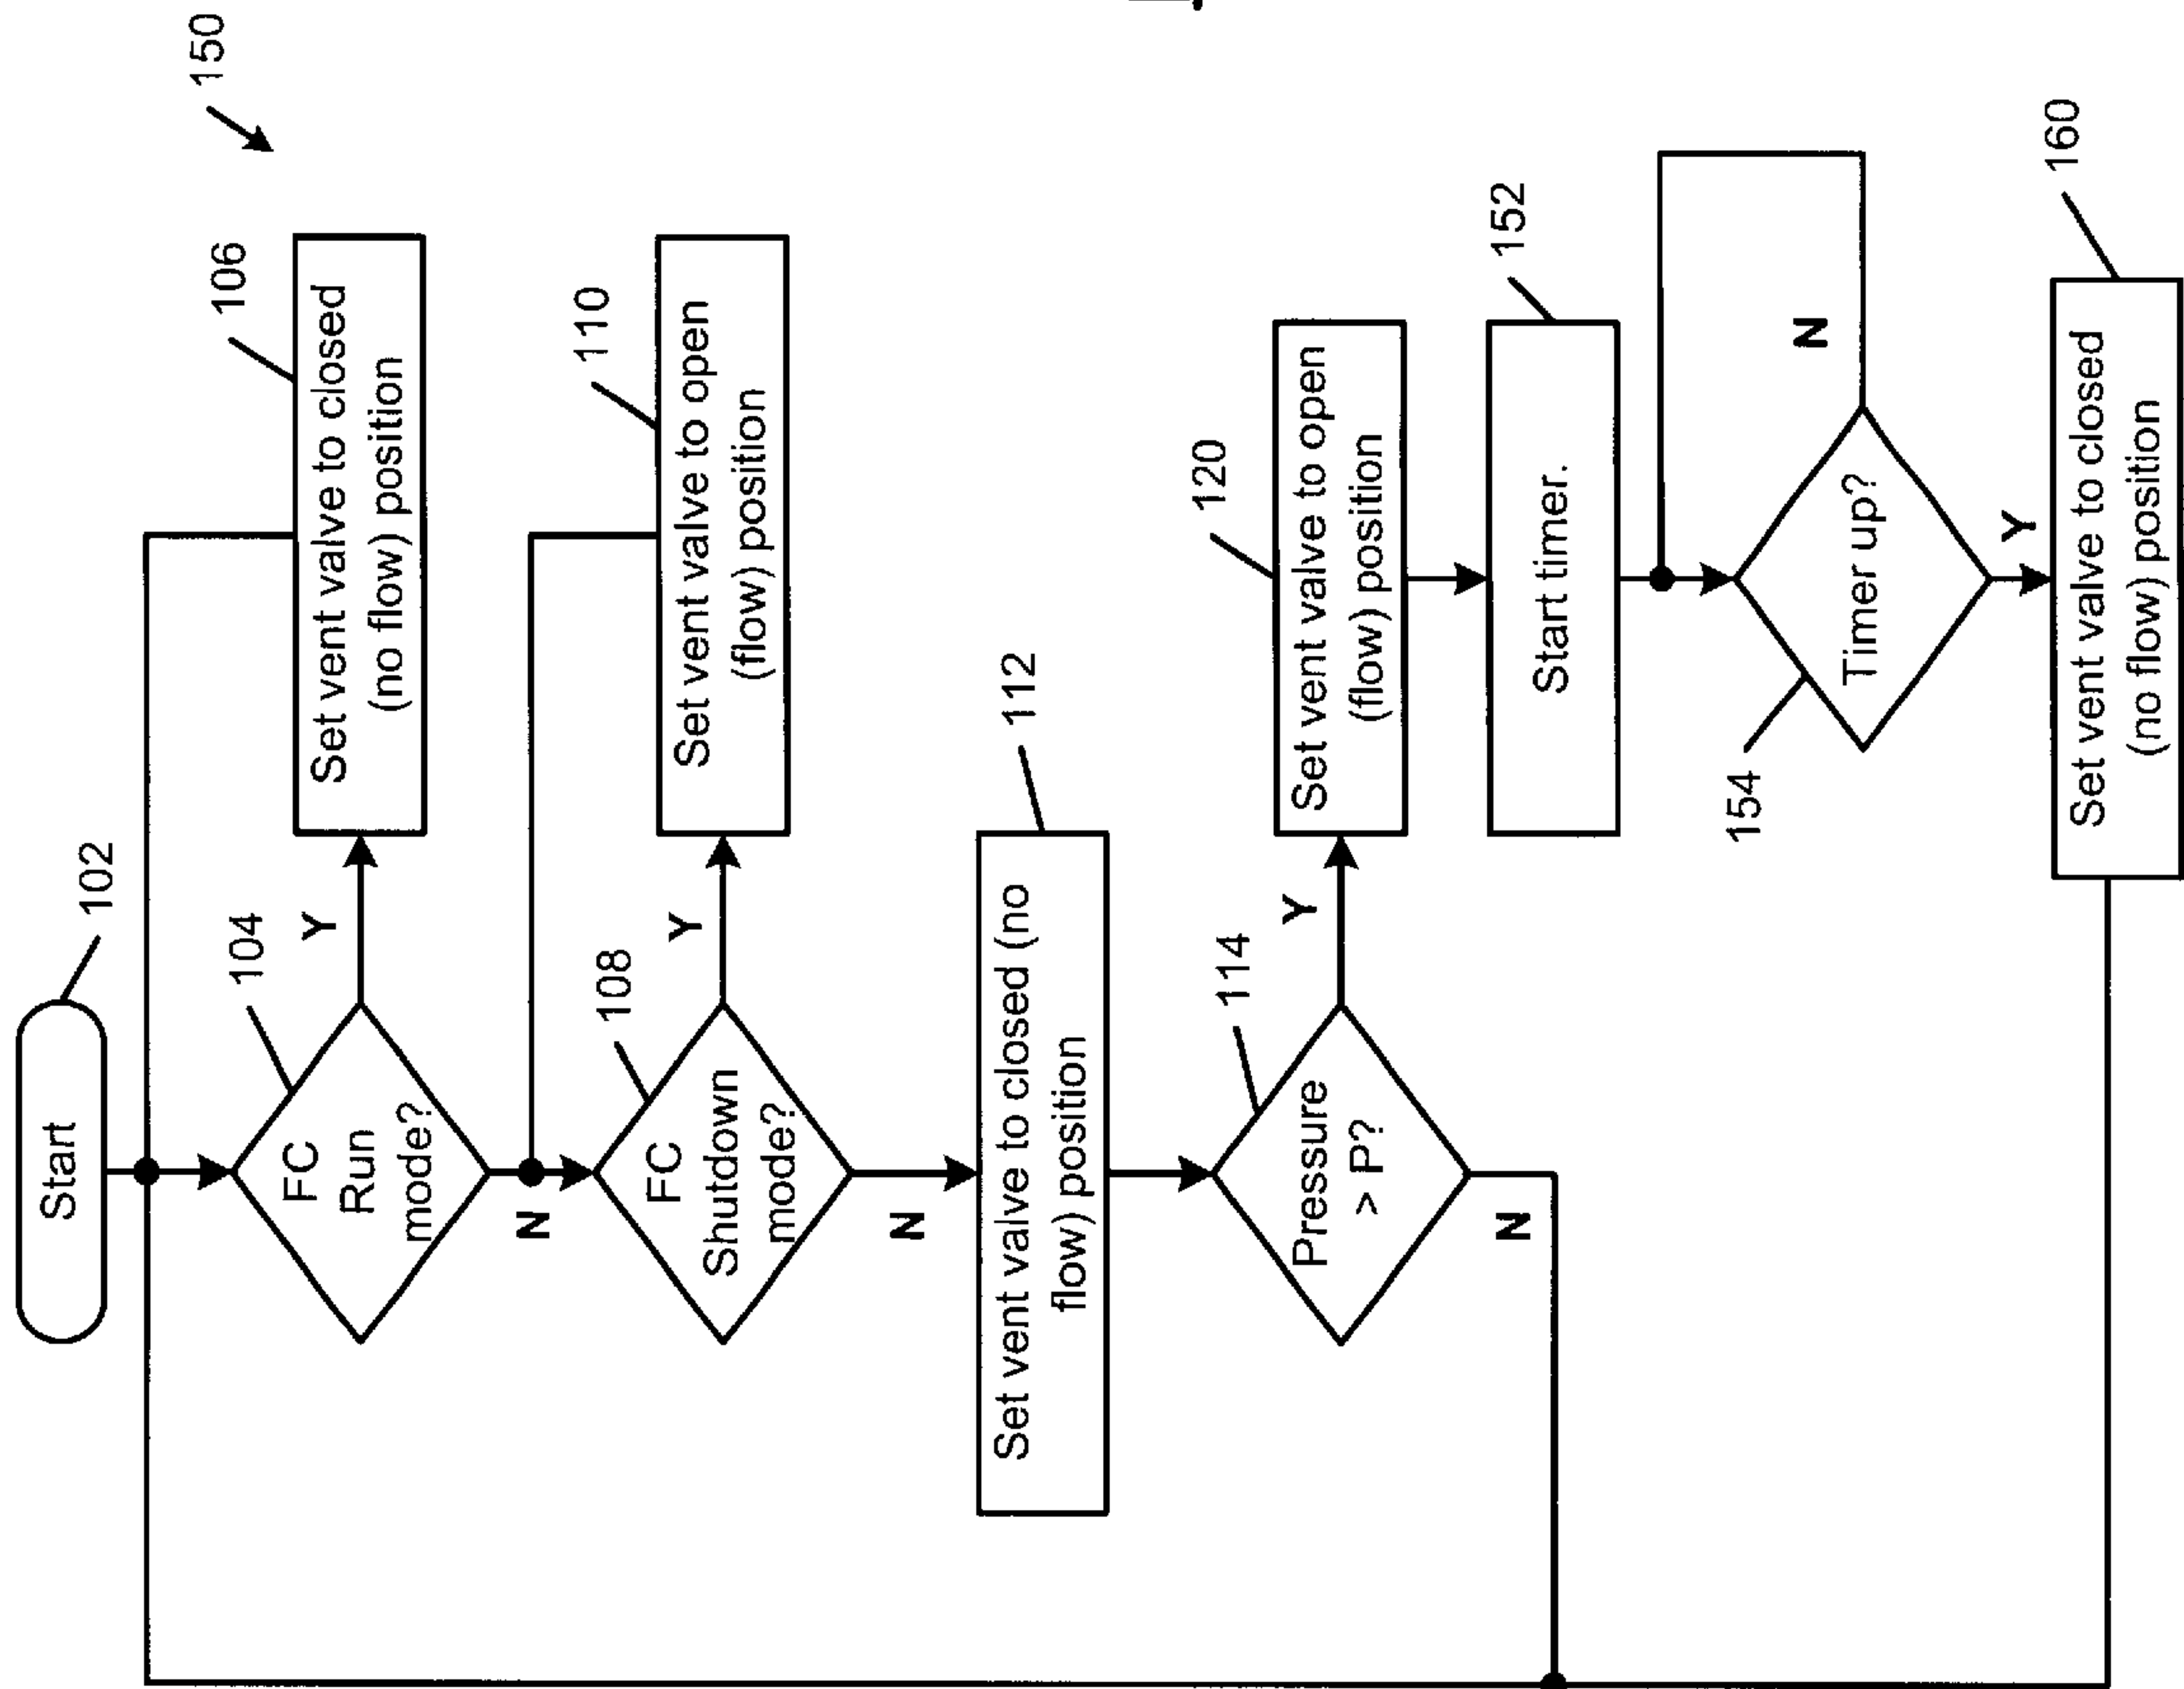 150
Start
102
FC
Run
mode?
104
Y
N
Set vent valve to closed
(no flow) position
106
FC
Shutdown
mode?
108
Y
N
Set vent valve to open
(flow) position
110
Set vent valve to closed (no
flow) position
112
Pressure
> P?
114
Y
N
Set vent valve to open
(flow) position
120
Start timer.
152
Timer up?
154
N
Y
Set vent valve to closed
(no flow) position
160